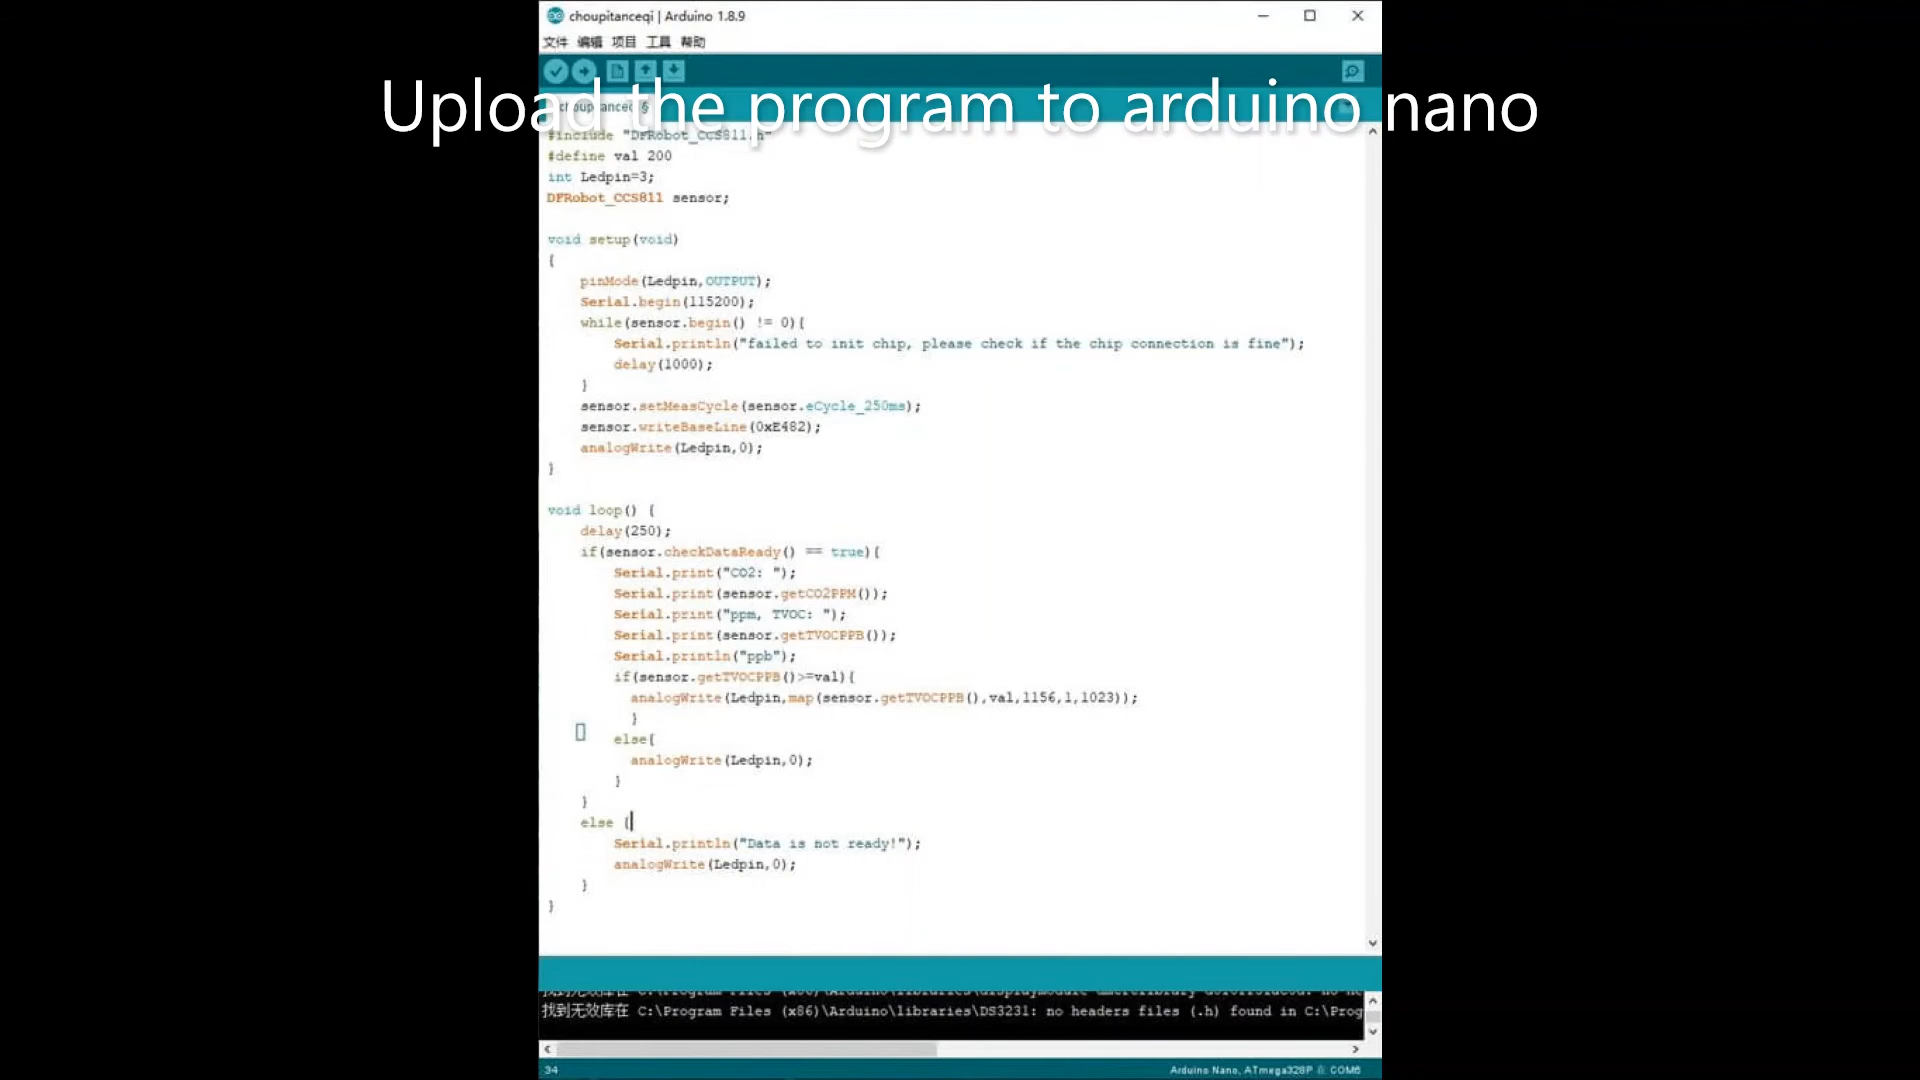 choupitanceqi | Arduino 1.8.9
文件 编辑 项目 工具 帮助
Upload the program to arduino nano
#include "DFRobot_CCS811.h"
#define val 200
int Ledpin=3;
DFRobot_CCS811 sensor;
void setup(void)
{
pinMode(Ledpin,OUTPUT);
Serial.begin(115200);
while(sensor.begin() != 0){
Serial.println("failed to init chip, please check if the chip connection is fine");
delay(1000);
}
sensor.setMeasCycle(sensor.eCycle_250ms);
sensor.writeBaseLine(0xE482);
analogWrite(Ledpin,0);
}
void loop() {
delay(250);
if(sensor.checkDataReady() == true){
Serial.print("CO2: ");
Serial.print(sensor.getCO2PPM());
Serial.print("ppm, TVOC: ");
Serial.print(sensor.getTVOCPPB());
Serial.println("ppb");
if(sensor.getTVOCPPB()>=val){
analogWrite(Ledpin,map(sensor.getTVOCPPB(),val,1156,1,1023));
}
else{
analogWrite(Ledpin,0);
}
}
else {
Serial.println("Data is not ready!");
analogWrite(Ledpin,0);
}
}
找到无效库在 C:\Program Files (x86)\Arduino\libraries\DS3231: no headers files (.h) found in C:\Prog
34
Arduino Nano, ATmega328P 在 COM6